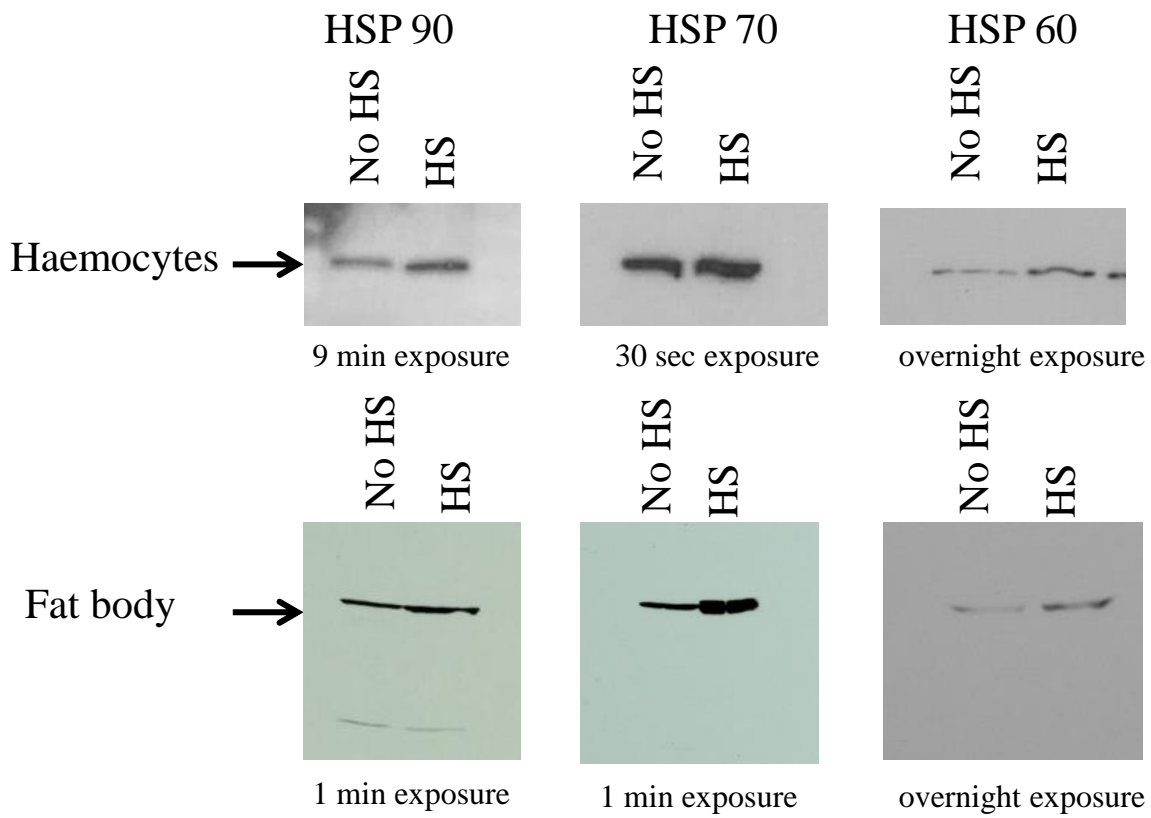 HSP 90 HSP 70 HSP 60
No HS HS No HS HS No HS HS
Haemocytes
9 min exposure 30 sec exposure overnight exposure
No HS HS No HS HS No HS HS
Fat body
1 min exposure 1 min exposure overnight exposure